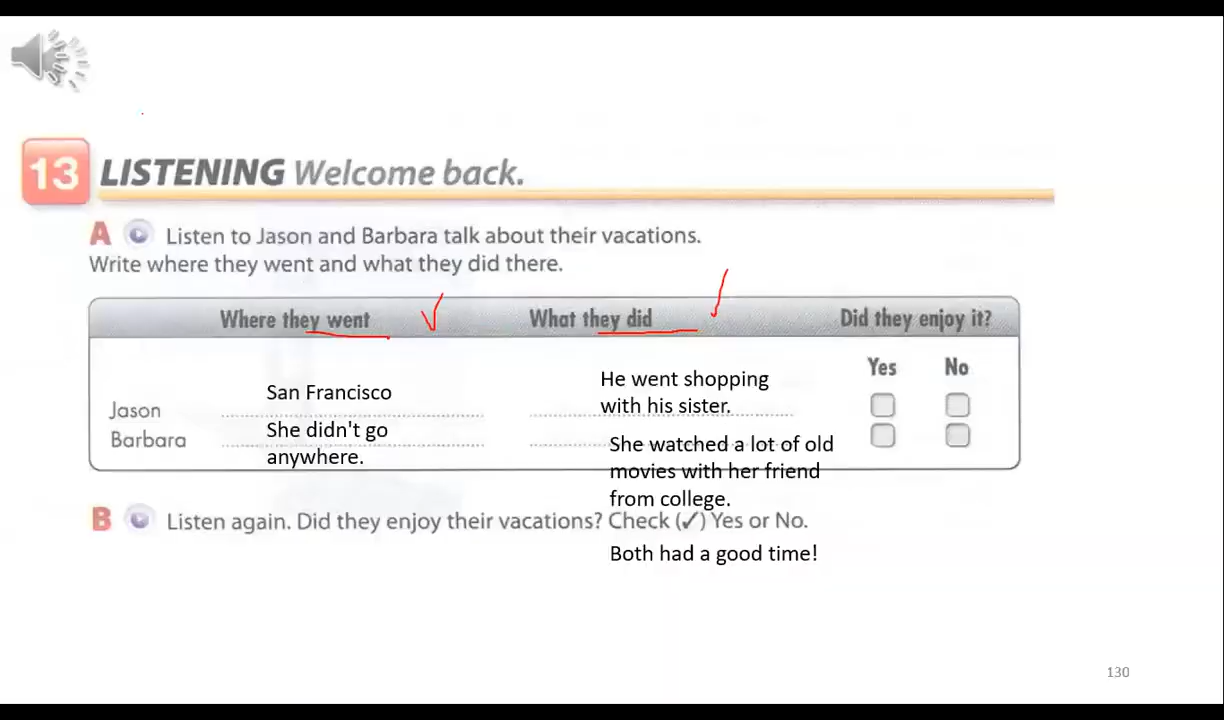 13 LISTENING Welcome back.
A Listen to Jason and Barbara talk about their vacations.
Write where they went and what they did there.
Where they went What they did Did they enjoy it?
Yes No
Jason San Francisco He went shopping
with his sister.
Barbara She didn't go
anywhere.
She watched a lot of old
movies with her friend
from college.
B Listen again. Did they enjoy their vacations? Check (✓) Yes or No.
Both had a good time!
130